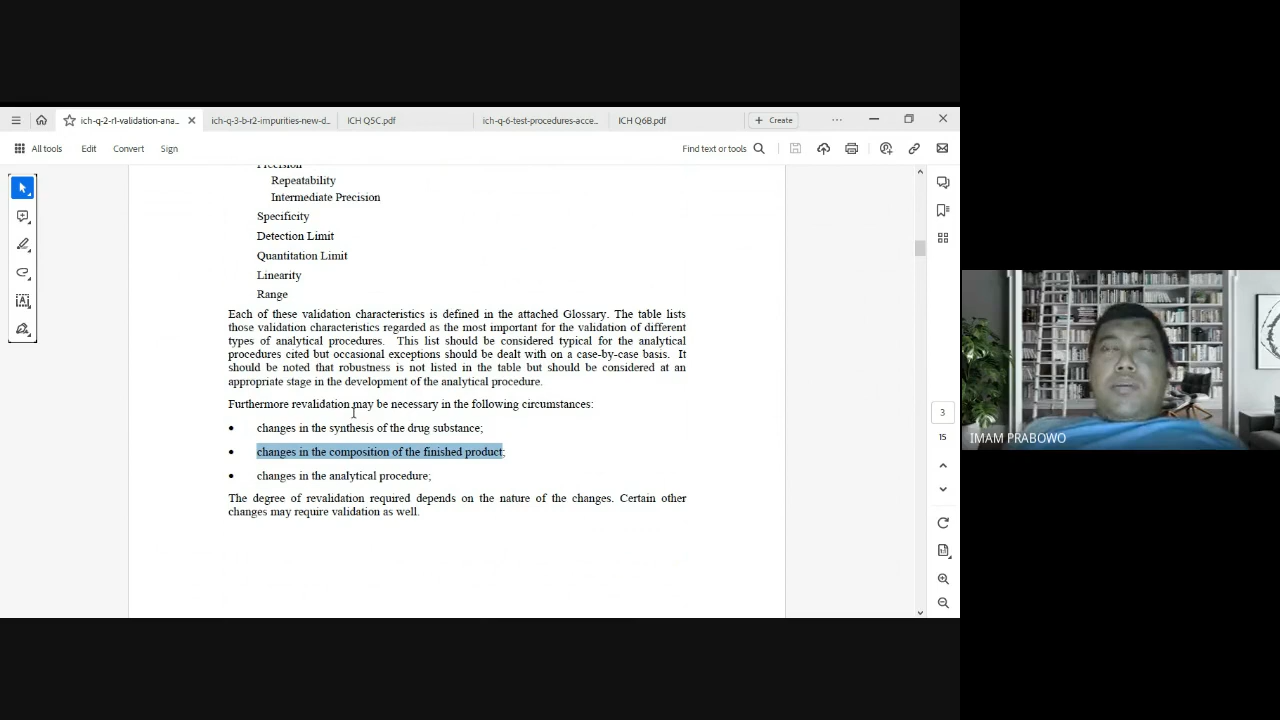 ich-q-2-r1-validation-ana...
ich-q-3-b-r2-impurities-new-d...
ICH Q5C.pdf
ich-q-6-test-procedures-acce...
ICH Q6B.pdf
Create
All tools
Edit
Convert
Sign
Find text or tools
Precision
Repeatability
Intermediate Precision
Specificity
Detection Limit
Quantitation Limit
Linearity
Range
Each of these validation characteristics is defined in the attached Glossary. The table lists
those validation characteristics regarded as the most important for the validation of different
types of analytical procedures. This list should be considered typical for the analytical
procedures cited but occasional exceptions should be dealt with on a case-by-case basis. It
should be noted that robustness is not listed in the table but should be considered at an
appropriate stage in the development of the analytical procedure.
Furthermore revalidation may be necessary in the following circumstances:
• changes in the synthesis of the drug substance;
• changes in the composition of the finished product;
• changes in the analytical procedure;
The degree of revalidation required depends on the nature of the changes. Certain other
changes may require validation as well.
3
15
IMAM PRABOWO